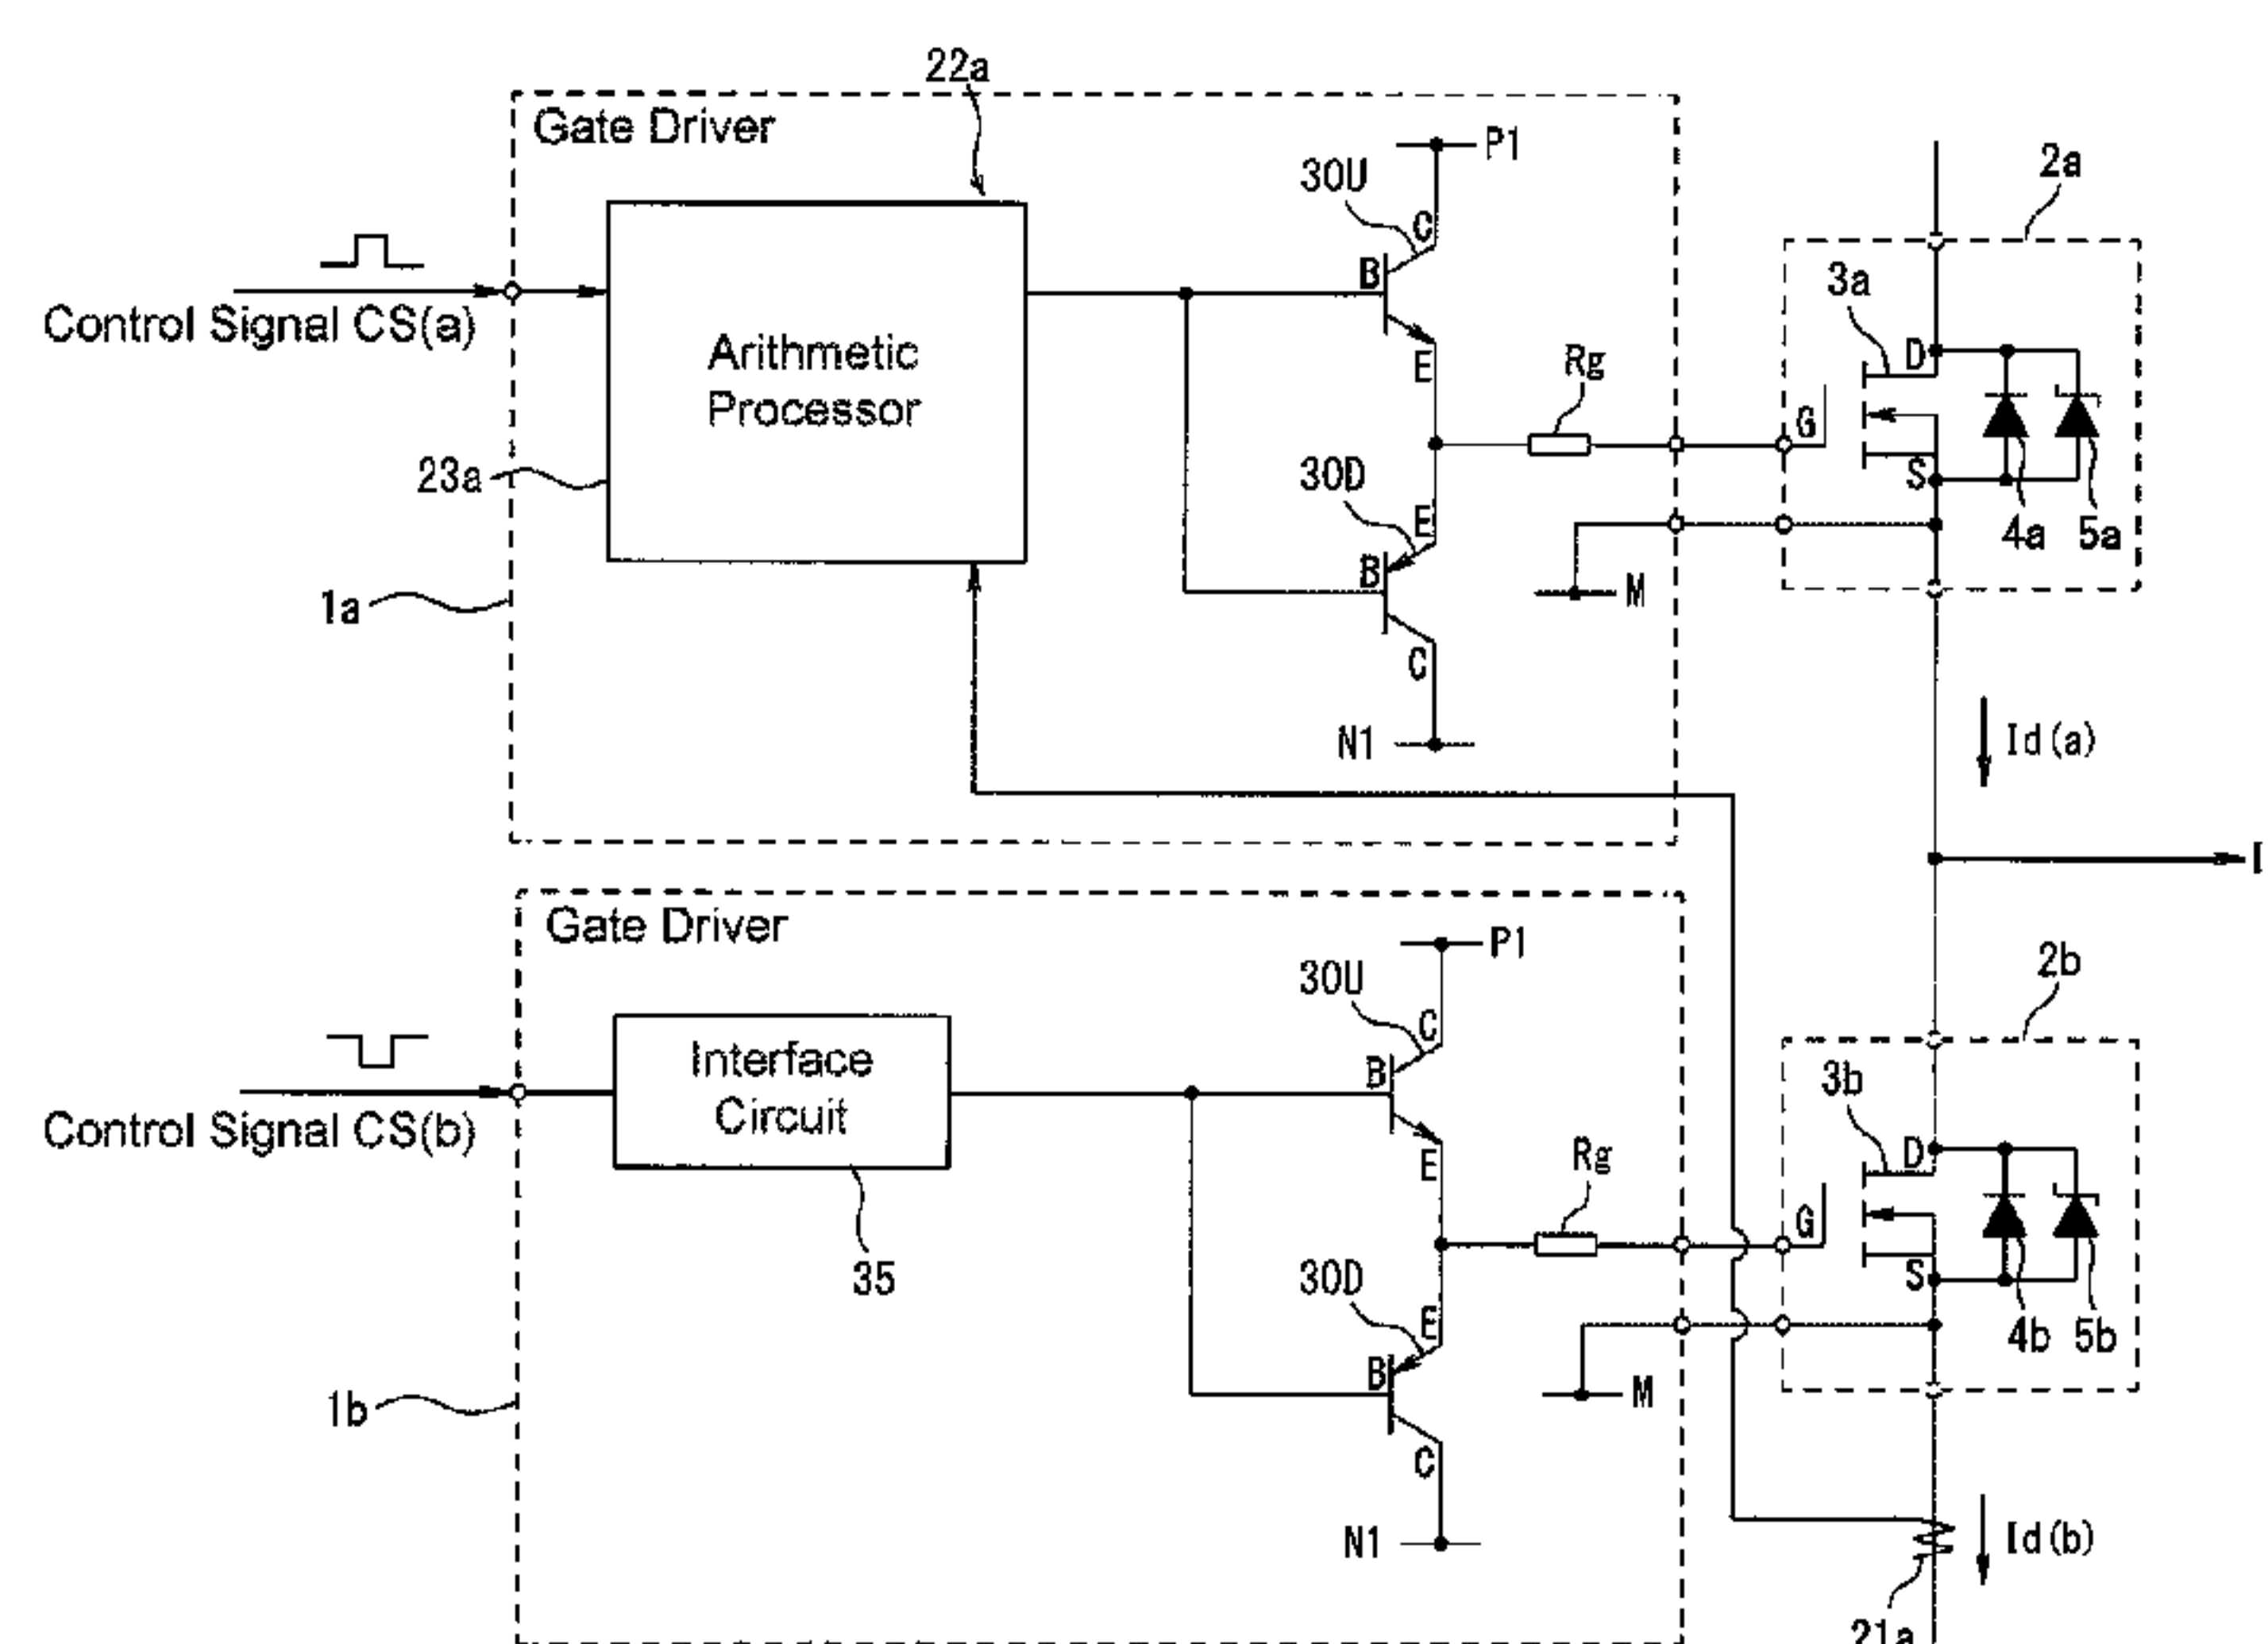 22a
Gate Driver
P1
30U
2a
C
3a
B
Control Signal CS(a)
D
Arithmetic
Processor
E
Rg
G
23a
30D
S
E
4a
5a
B
1a
M
C
N1
Id(a)
I
Gate Driver
P1
30U
2b
C
Interface
Circuit
B
3b
Control Signal CS(b)
D
E
Rg
G
35
30D
S
E
4b
5b
B
1b
M
C
N1
Id(b)
21a